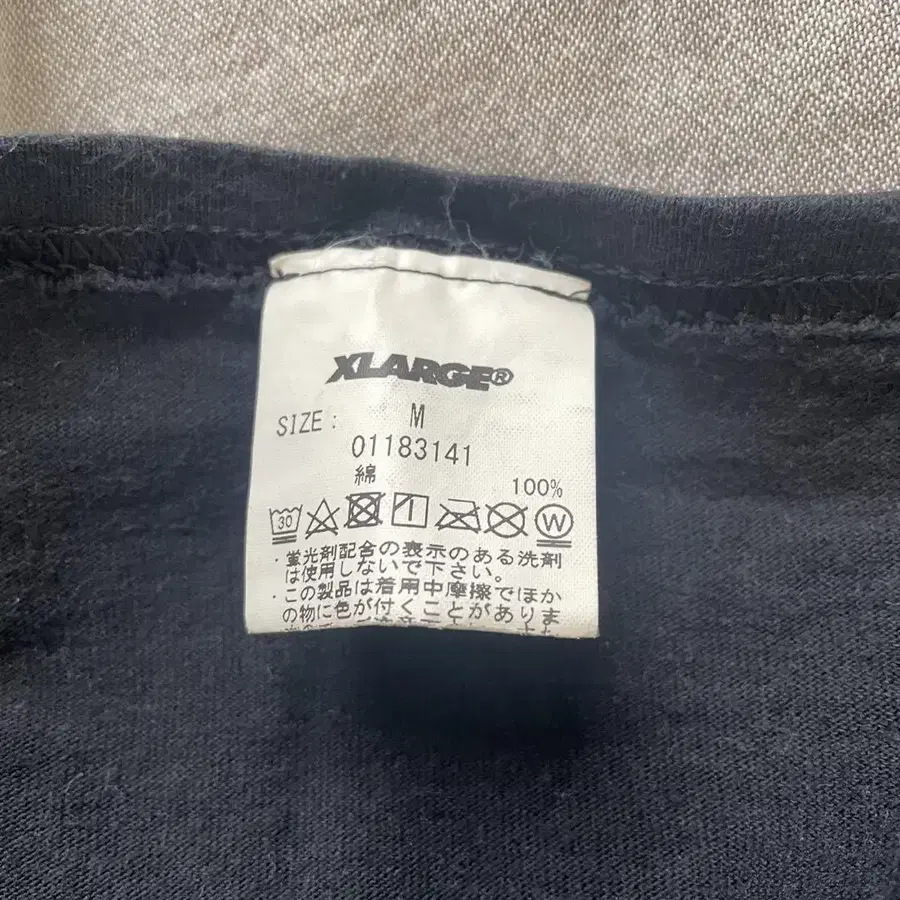 XLARGE®
SIZE: M
01183141
綿 100%
30 W
・蛍光剤配合の表示のある洗剤
は使用しないで下さい。
・この製品は着用中摩擦でほか
の物に色が付くことがありま